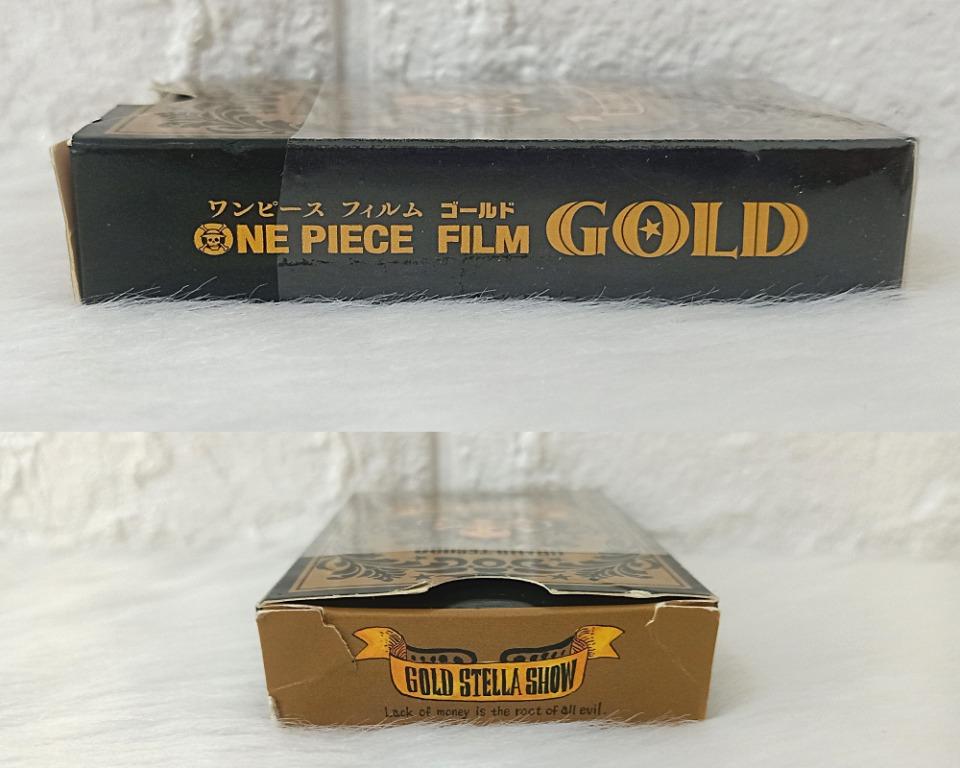 ワンピース フィルム ゴールド
ONE PIECE FILM GOLD
GOLD STELLA SHOW
Lack of money is the root of all evil.